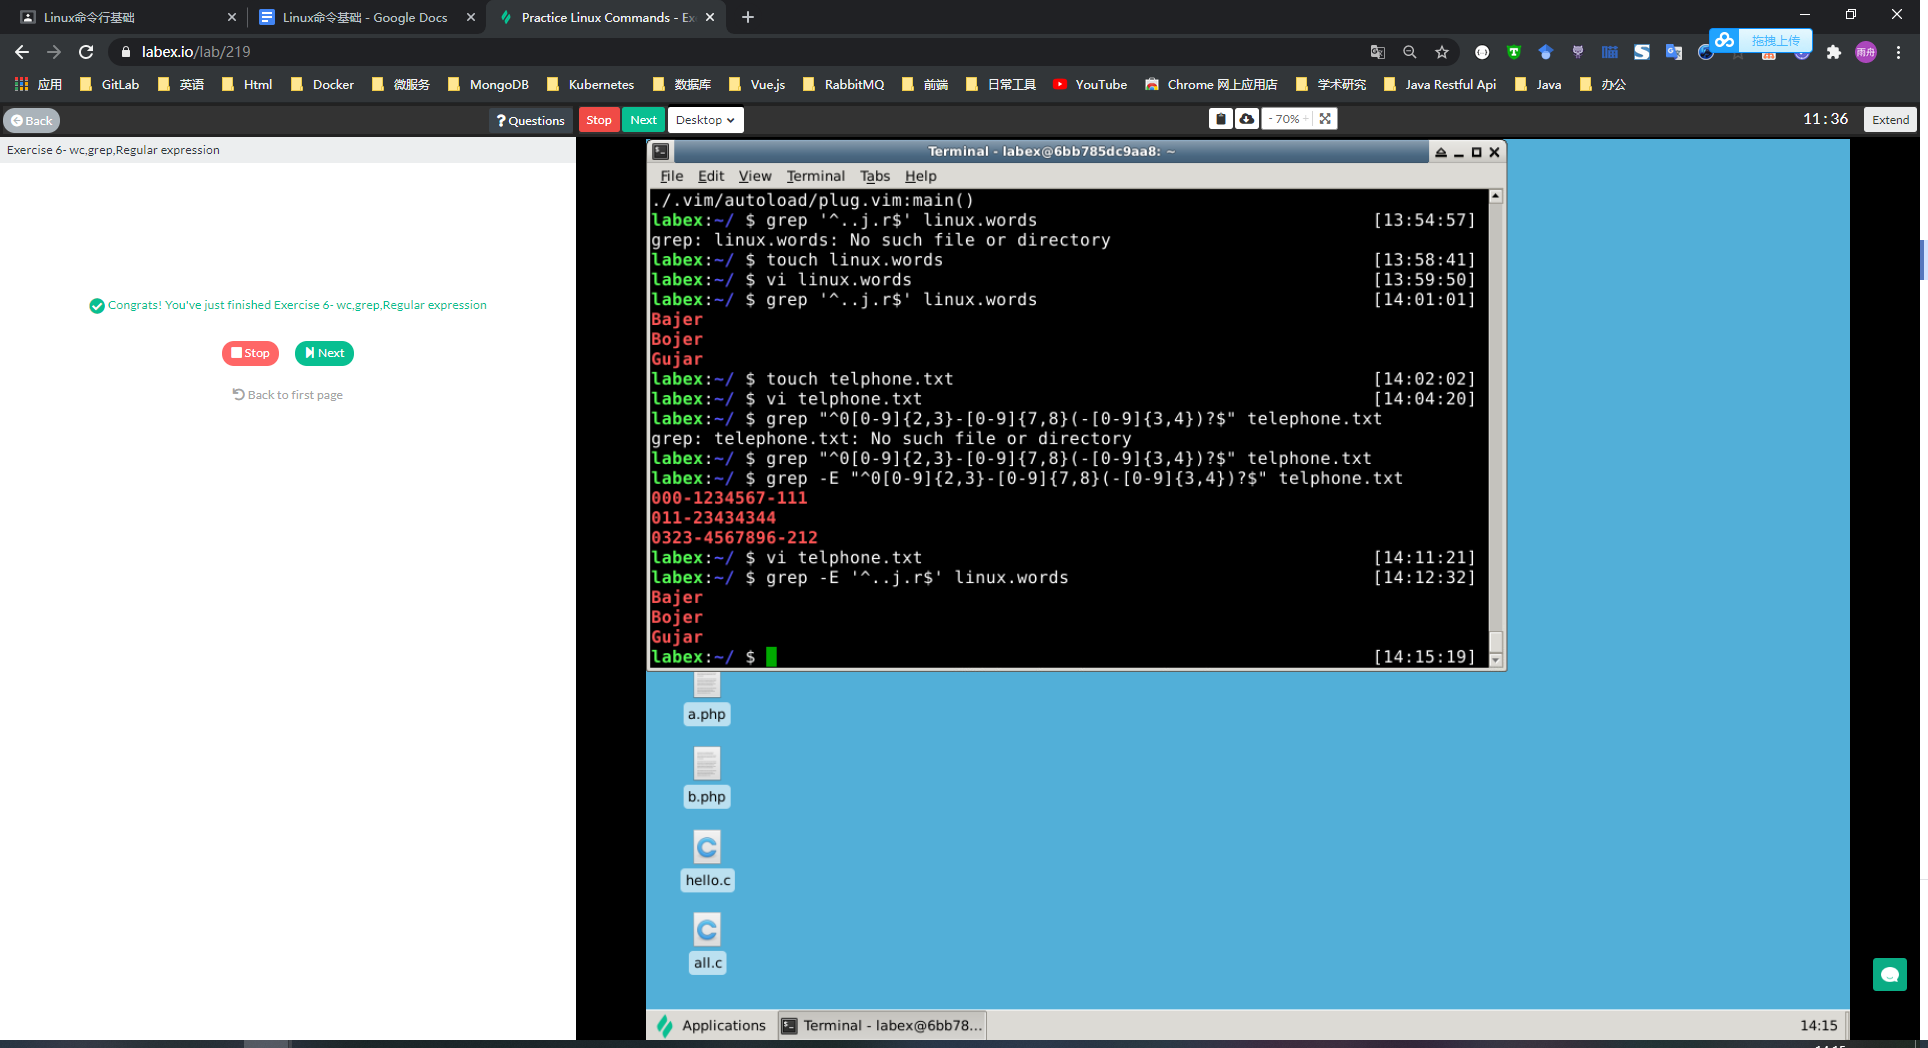 Linux命令行基础
Linux命令基础 - Google Docs
Practice Linux Commands - Ex
labex.io/lab/219
拖拽上传
雨舟
应用
GitLab
英语
Html
Docker
微服务
MongoDB
Kubernetes
数据库
Vue.js
RabbitMQ
前端
日常工具
YouTube
Chrome 网上应用店
学术研究
Java Restful Api
Java
办公
Back
? Questions
Stop
Next
Desktop
- 70% +
11:36
Extend
Exercise 6- wc,grep,Regular expression
Congrats! You've just finished Exercise 6- wc,grep,Regular expression
Stop
Next
Back to first page
Terminal - labex@6bb785dc9aa8: ~
File Edit View Terminal Tabs Help
./.vim/autoload/plug.vim:main()
labex:~/ $ grep '^..j.r$' linux.words [13:54:57]
grep: linux.words: No such file or directory
labex:~/ $ touch linux.words [13:58:41]
labex:~/ $ vi linux.words [13:59:50]
labex:~/ $ grep '^..j.r$' linux.words [14:01:01]
Bajer
Bojer
Gujar
labex:~/ $ touch telphone.txt [14:02:02]
labex:~/ $ vi telphone.txt [14:04:20]
labex:~/ $ grep "^0[0-9]{2,3}-[0-9]{7,8}(-[0-9]{3,4})?$" telephone.txt
grep: telephone.txt: No such file or directory
labex:~/ $ grep "^0[0-9]{2,3}-[0-9]{7,8}(-[0-9]{3,4})?$" telphone.txt
labex:~/ $ grep -E "^0[0-9]{2,3}-[0-9]{7,8}(-[0-9]{3,4})?$" telphone.txt
000-1234567-111
011-23434344
0323-4567896-212
labex:~/ $ vi telphone.txt [14:11:21]
labex:~/ $ grep -E '^..j.r$' linux.words [14:12:32]
Bajer
Bojer
Gujar
labex:~/ $ [14:15:19]
a.php
b.php
hello.c
all.c
Applications
Terminal - labex@6bb78...
14:15